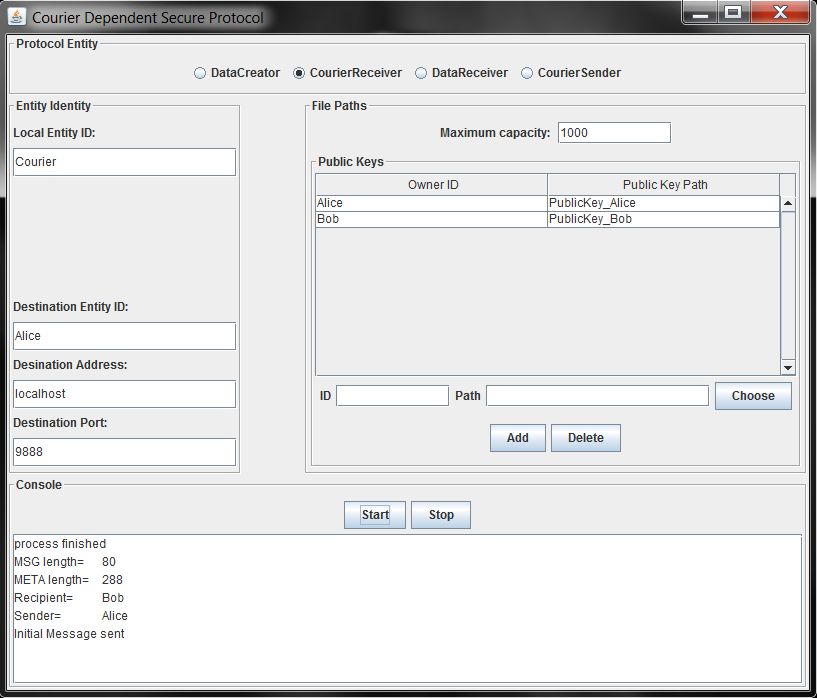 Courier Dependent Secure Protocol
Protocol Entity
DataCreator CourierReceiver DataReceiver CourierSender
Entity Identity
Local Entity ID:
Courier
Destination Entity ID:
Alice
Desination Address:
localhost
Destination Port:
9888
File Paths
Maximum capacity: 1000
Public Keys
Owner ID Public Key Path
Alice PublicKey_Alice
Bob PublicKey_Bob
ID Path Choose
Add Delete
Console
Start Stop
process finished
MSG length= 80
META length= 288
Recipient= Bob
Sender= Alice
Initial Message sent